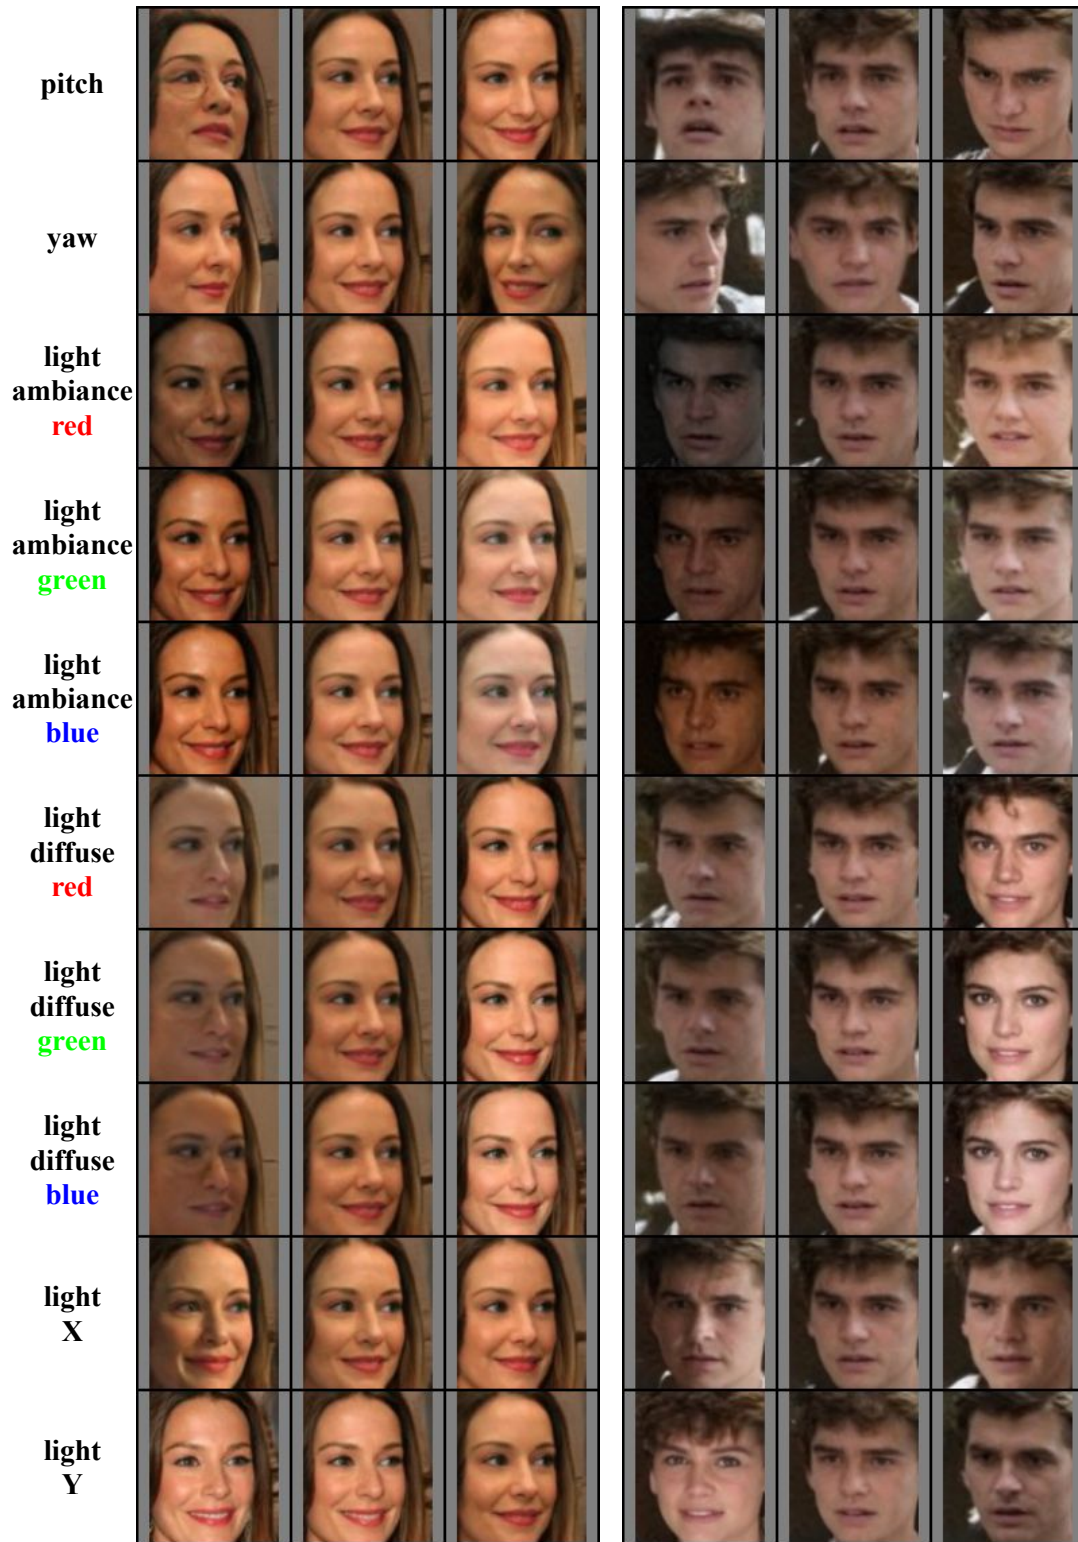 pitch
yaw
light
ambiance
red
light
ambiance
green
light
ambiance
blue
light
diffuse
red
light
diffuse
green
light
diffuse
blue
light
X
light
Y